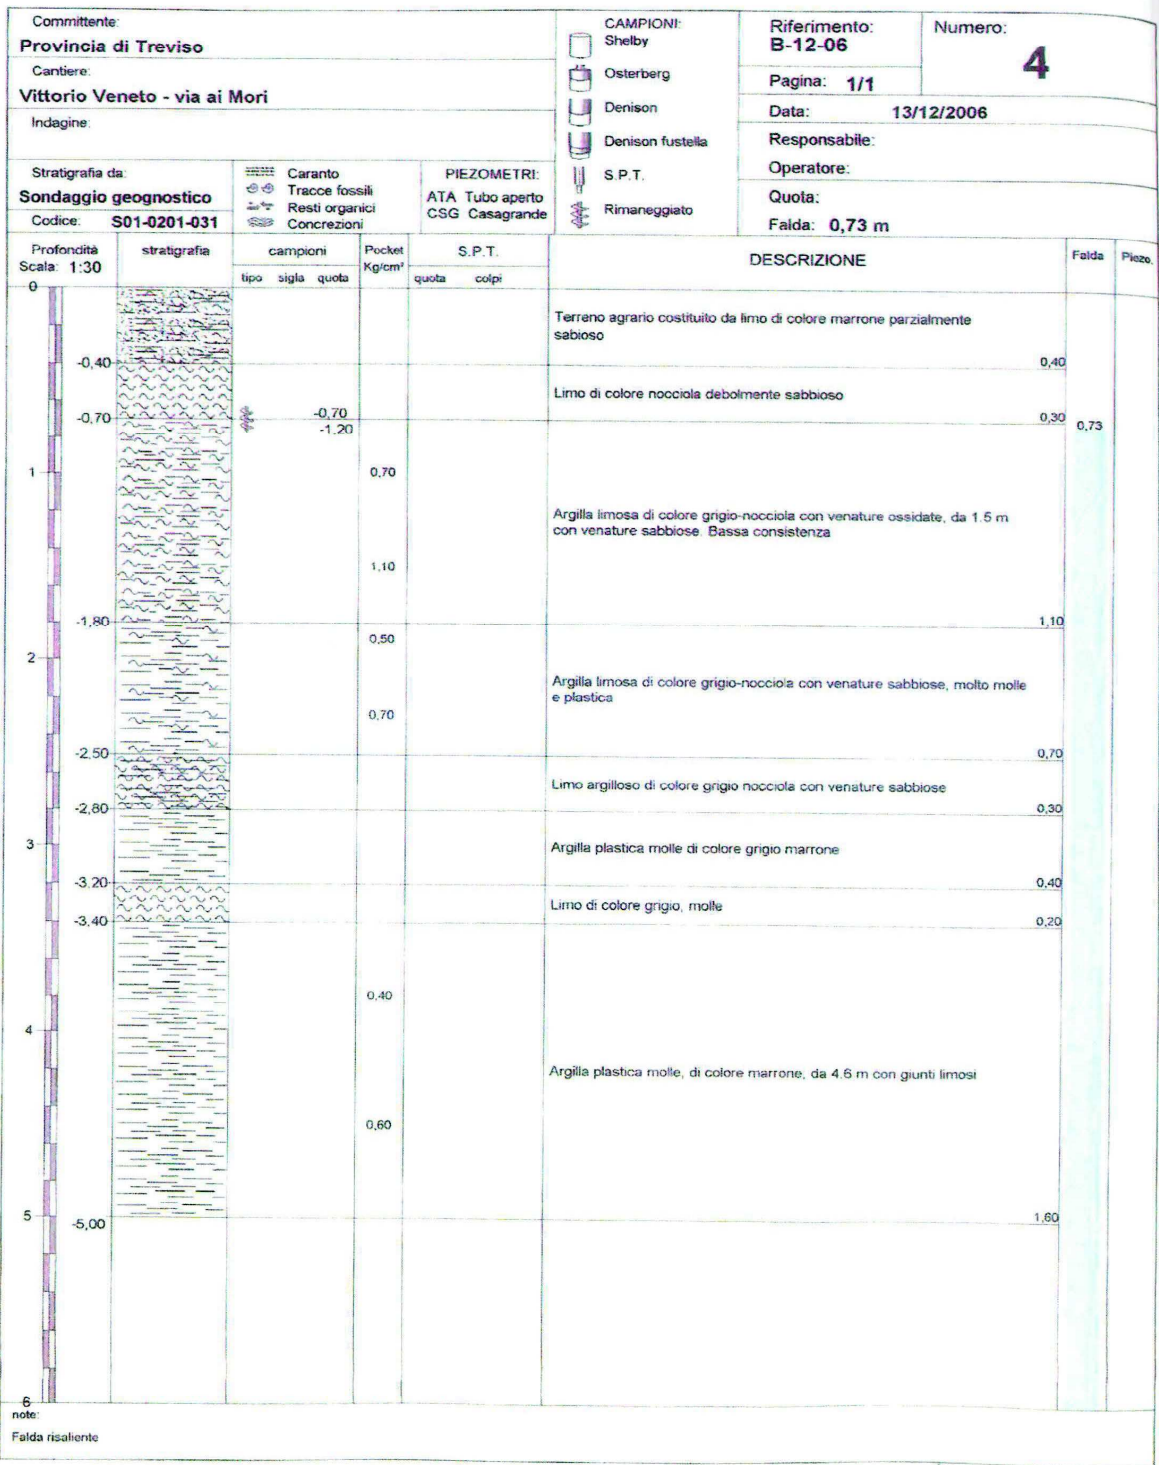 Committente:
Provincia di Treviso
Cantiere:
Vittorio Veneto - via ai Mori
Indagine:
Stratigrafia da:
Sondaggio geognostico
Codice: S01-0201-031
Caranto
Tracce fossili
Resti organici
Concrezioni
PIEZOMETRI:
ATA Tubo aperto
CSG Casagrande
CAMPIONI:
Shelby
Osterberg
Denison
Denison fustella
S.P.T.
Rimaneggiato
Riferimento:
B-12-06
Numero:
4
Pagina: 1/1
Data: 13/12/2006
Responsabile:
Operatore:
Quota:
Falda: 0,73 m
Profondità
Scala: 1:30
stratigrafia
campioni
tipo sigla quota
Pocket
Kg/cm²
S.P.T.
quota colpi
DESCRIZIONE
Falda
Piezo.
0
Terreno agrario costituito da limo di colore marrone parzialmente
sabioso
-0,40
0,40
Limo di colore nocciola debolmente sabbioso
-0,70
-0,70
-1,20
0,30
0,73
1
0,70
Argilla limosa di colore grigio-nocciola con venature ossidate, da 1.5 m
con venature sabbiose. Bassa consistenza
1,10
-1,80
1,10
0,50
2
Argilla limosa di colore grigio-nocciola con venature sabbiose, molto molle
e plastica
0,70
-2,50
0,70
Limo argilloso di colore grigio nocciola con venature sabbiose
-2,80
0,30
3
Argilla plastica molle di colore grigio marrone
-3,20
0,40
Limo di colore grigio, molle
-3,40
0,20
0,40
4
Argilla plastica molle, di colore marrone, da 4.6 m con giunti limosi
0,60
5
-5,00
1,60
6
note:
Falda risaliente